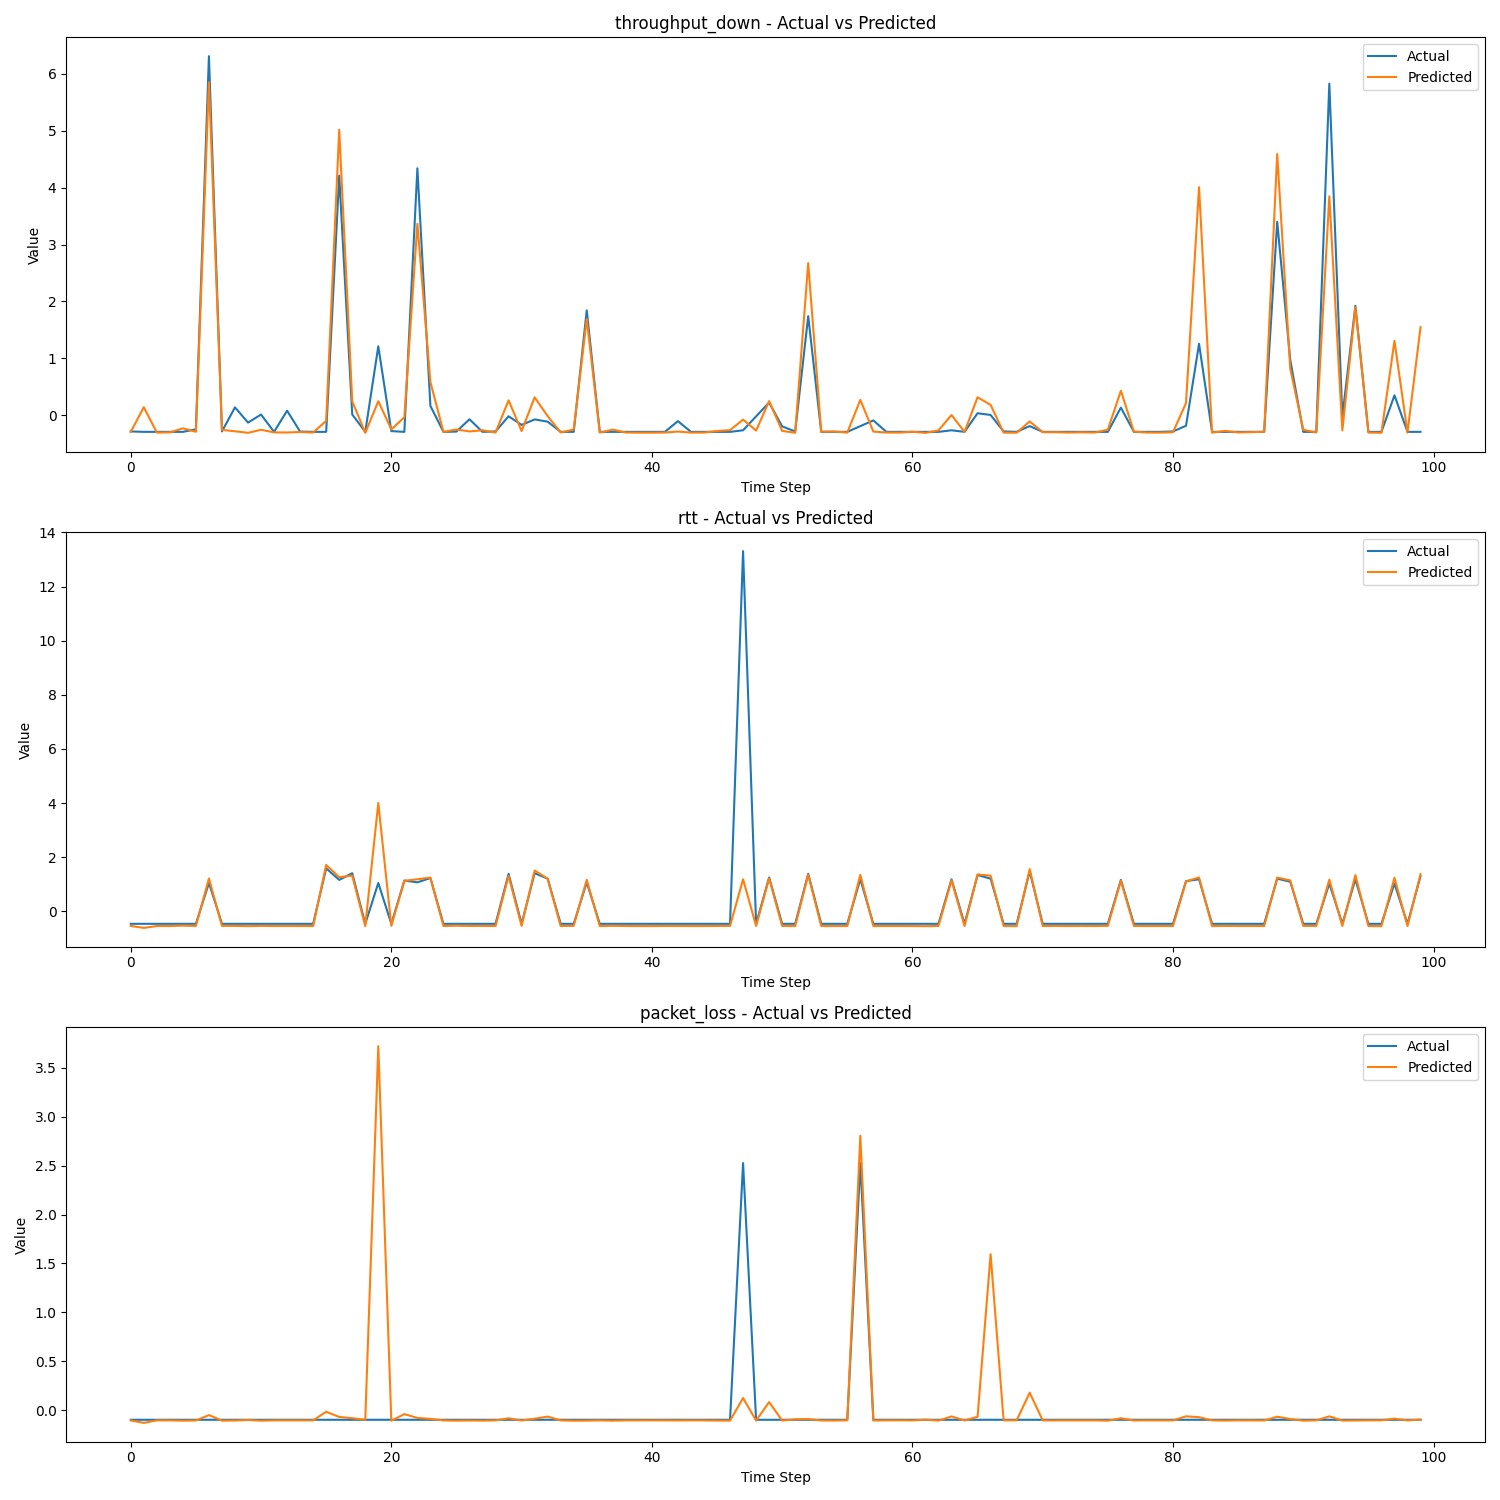 throughput_down - Actual vs Predicted
Actual
Predicted
Value
6
5
4
3
2
1
0
0 20 40 60 80 100
Time Step
rtt - Actual vs Predicted
Actual
Predicted
Value
14
12
10
8
6
4
2
0
0 20 40 60 80 100
Time Step
packet_loss - Actual vs Predicted
Actual
Predicted
Value
3.5
3.0
2.5
2.0
1.5
1.0
0.5
0.0
0 20 40 60 80 100
Time Step